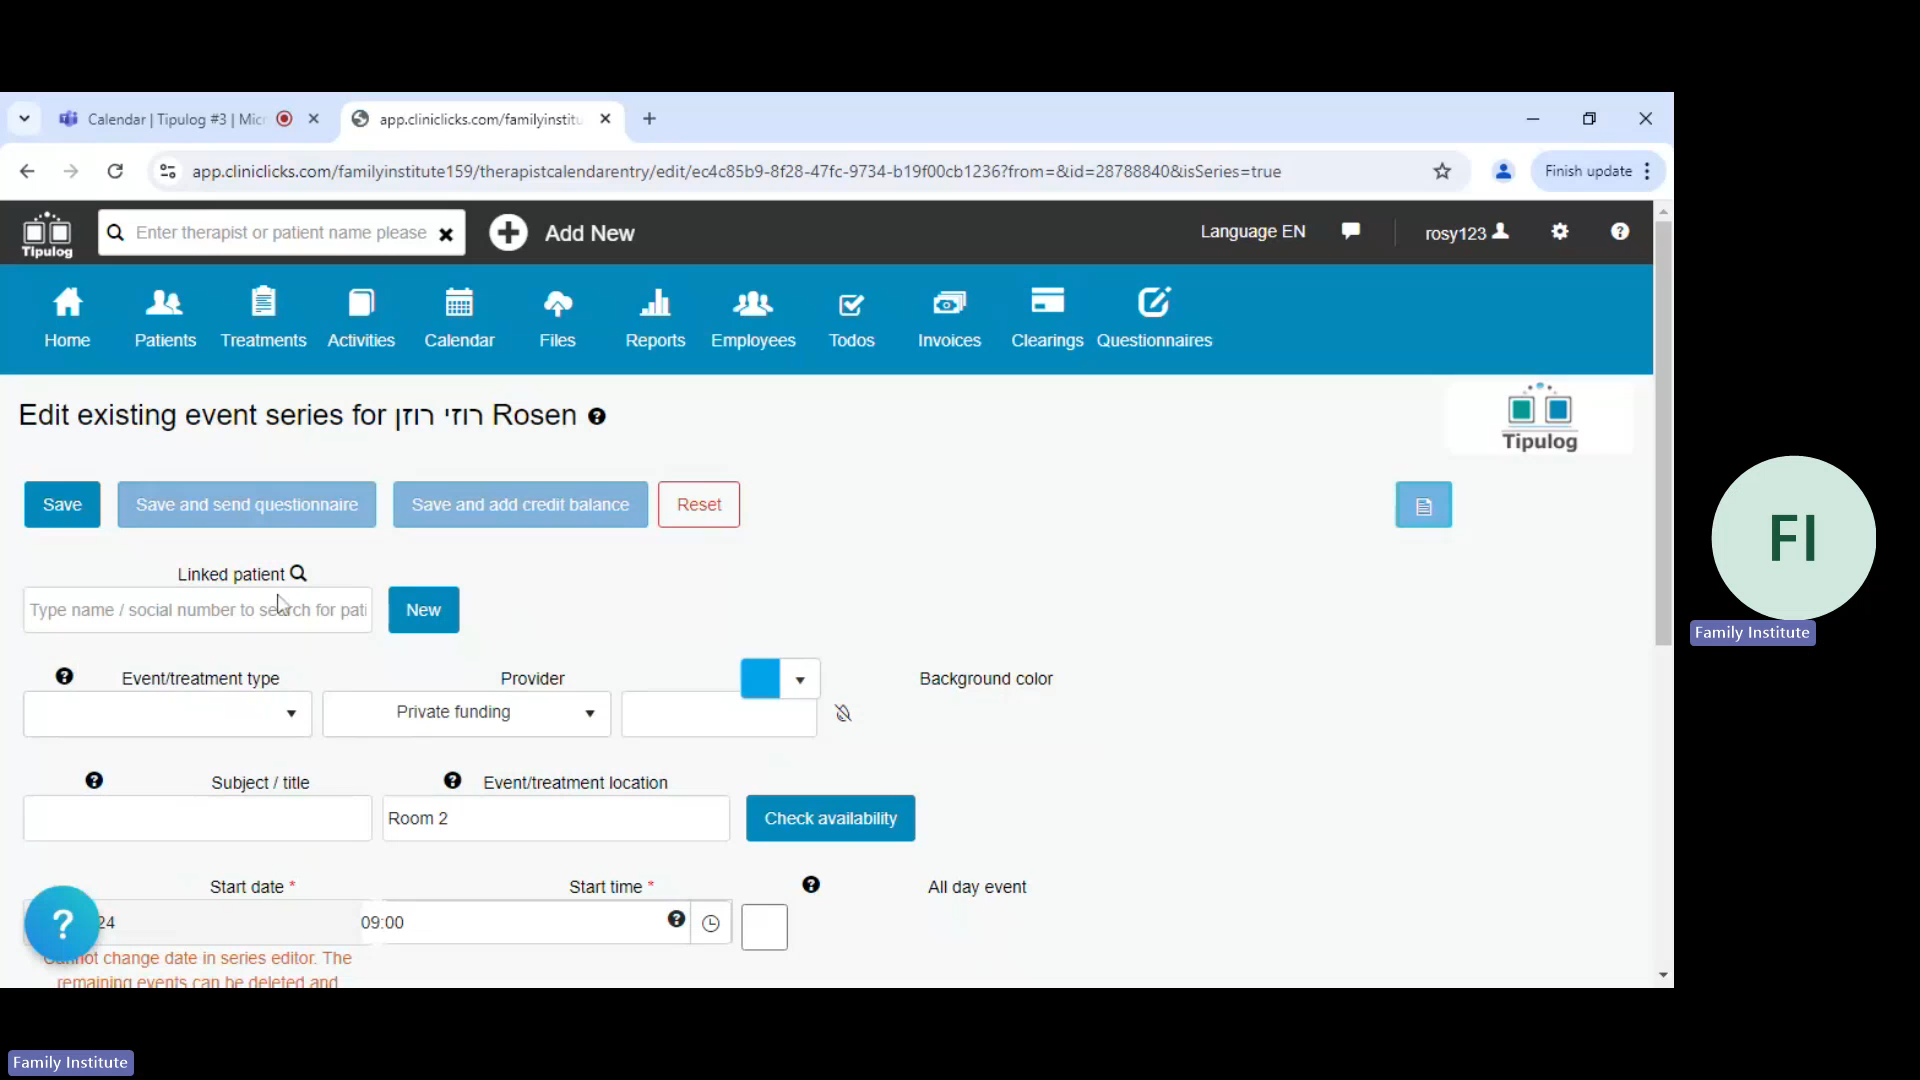 Calendar | Tipulog #3 | Mic
app.cliniclicks.com/familyinstitu
app.cliniclicks.com/familyinstitute159/therapistcalendarentry/edit/ec4c85b9-8f28-47fc-9734-b19f00cb1236?from=&id=28788840&isSeries=true
Finish update
Tipulog
Enter therapist or patient name please
Add New
Language EN
rosy123
Home
Patients
Treatments
Activities
Calendar
Files
Reports
Employees
Todos
Invoices
Clearings
Questionnaires
Edit existing event series for רוזי רוזן Rosen
Tipulog
Save
Save and send questionnaire
Save and add credit balance
Reset
Linked patient
Type name / social number to search for pati
New
Event/treatment type
Provider
Background color
Private funding
Subject / title
Event/treatment location
Room 2
Check availability
Start date *
Start time *
All day event
24
09:00
Cannot change date in series editor. The
remaining events can be deleted and
FI
Family Institute
Family Institute